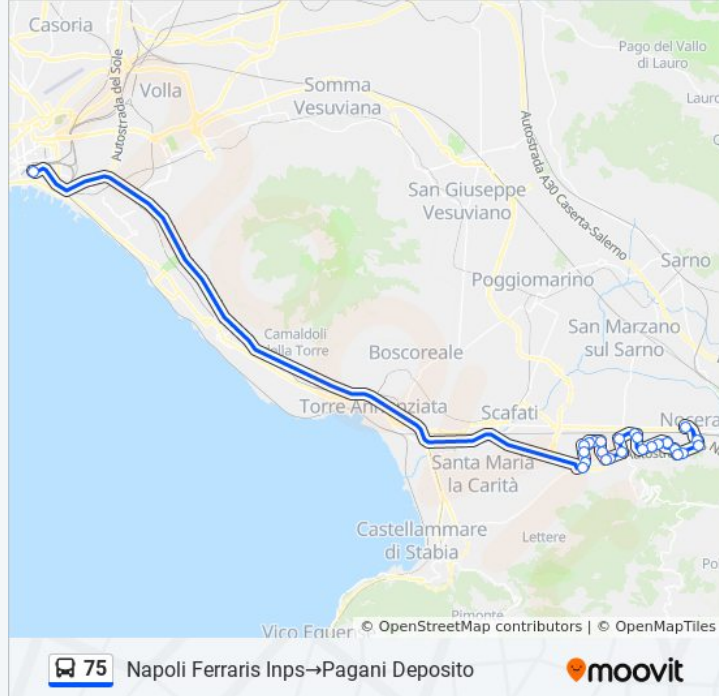 Casoria
Pago del Vallo
di Lauro
Volla
Somma
Vesuviana
Autostrada del Sole
Autostrada A30 Caserta-Salerno
San Giuseppe
Vesuviano
Sarno
Poggiomarino
San Marzano
sul Sarno
Camaldoli
della Torre
Boscoreale
Torre Annunziata
Scafati
Nocera
Santa Maria
la Carità
Castellammare
di Stabia
Lettere
Pimonte
Vico Equense
© OpenStreetMap contributors | © OpenMapTiles
75 Napoli Ferraris Inps→Pagani Deposito
moovit